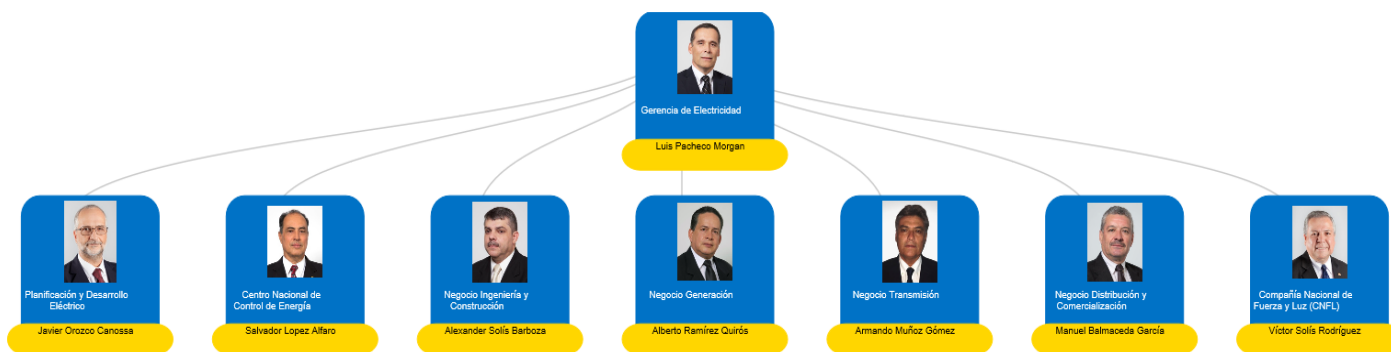 Gerencia de Electricidad
Luis Pacheco Morgan
Planificación y Desarrollo
Eléctrico
Javier Orozco Canossa
Centro Nacional de
Control de Energía
Salvador Lopez Alfaro
Negocio Ingeniería y
Construcción
Alexander Solís Barboza
Negocio Generación
Alberto Ramírez Quirós
Negocio Transmisión
Armando Muñoz Gómez
Negocio Distribución y
Comercialización
Manuel Balmaceda García
Compañía Nacional de
Fuerza y Luz (CNFL)
Víctor Solís Rodríguez